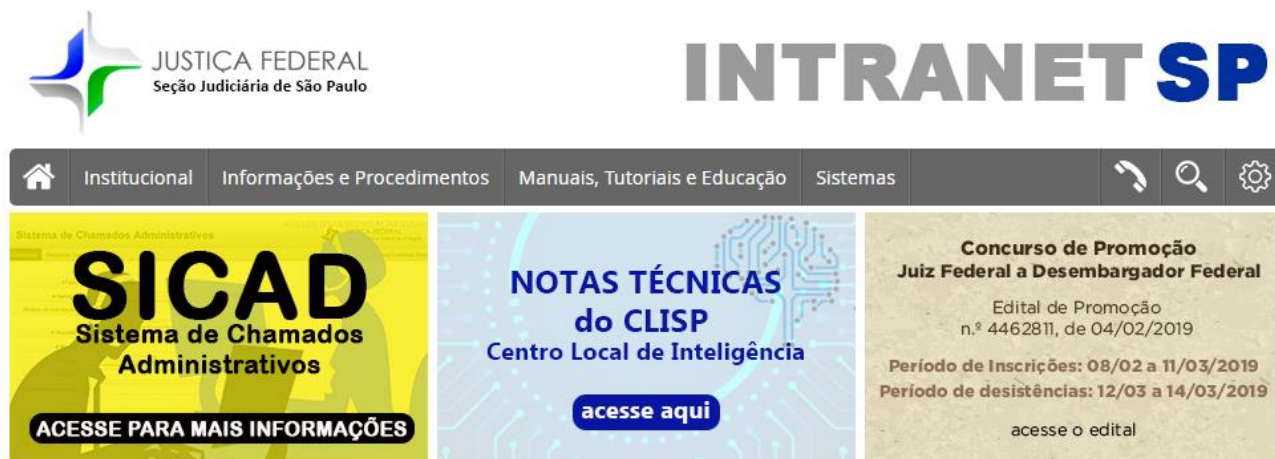 JUSTIÇA FEDERAL
Seção Judiciária de São Paulo
INTRANET SP
Institucional
Informações e Procedimentos
Manuais, Tutoriais e Educação
Sistemas
Sistema de Chamados Administrativos
SICAD
Sistema de Chamados
Administrativos
ACESSE PARA MAIS INFORMAÇÕES
NOTAS TÉCNICAS
do CLISP
Centro Local de Inteligência
acesse aqui
Concurso de Promoção
Juiz Federal a Desembargador Federal
Edital de Promoção
n.º 4462811, de 04/02/2019
Período de Inscrições: 08/02 a 11/03/2019
Período de desistências: 12/03 a 14/03/2019
acesse o edital